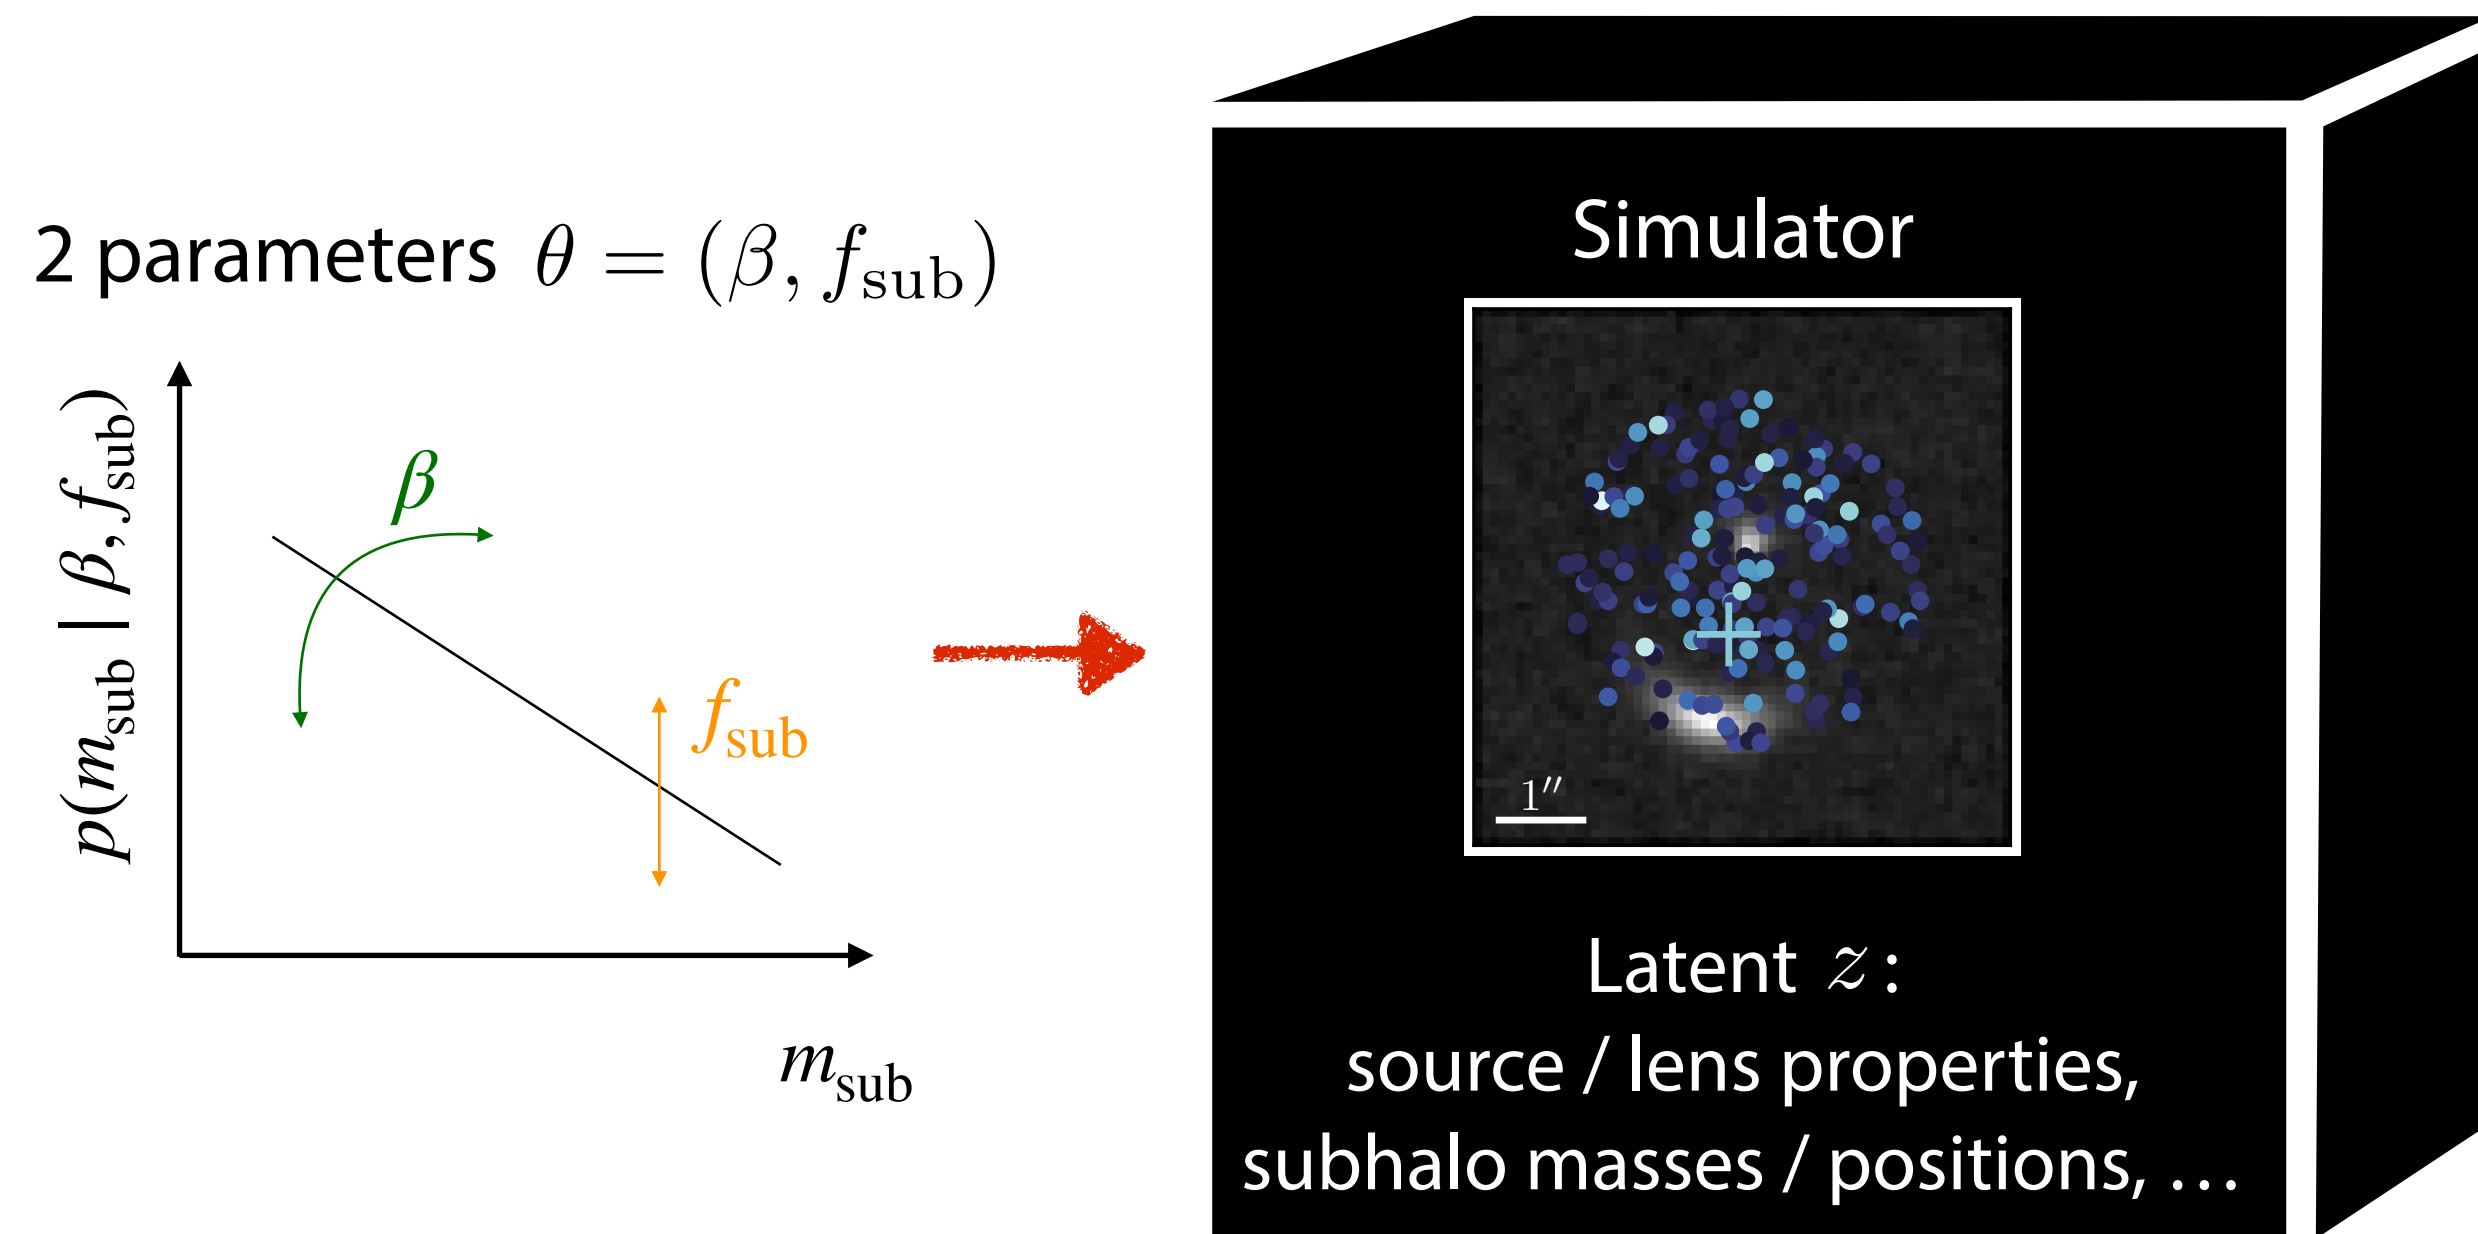 2 parameters θ = (β, f_sub)
p(m_sub | β, f_sub)
β
f_sub
m_sub
Simulator
1″
Latent z:
source / lens properties,
subhalo masses / positions, …